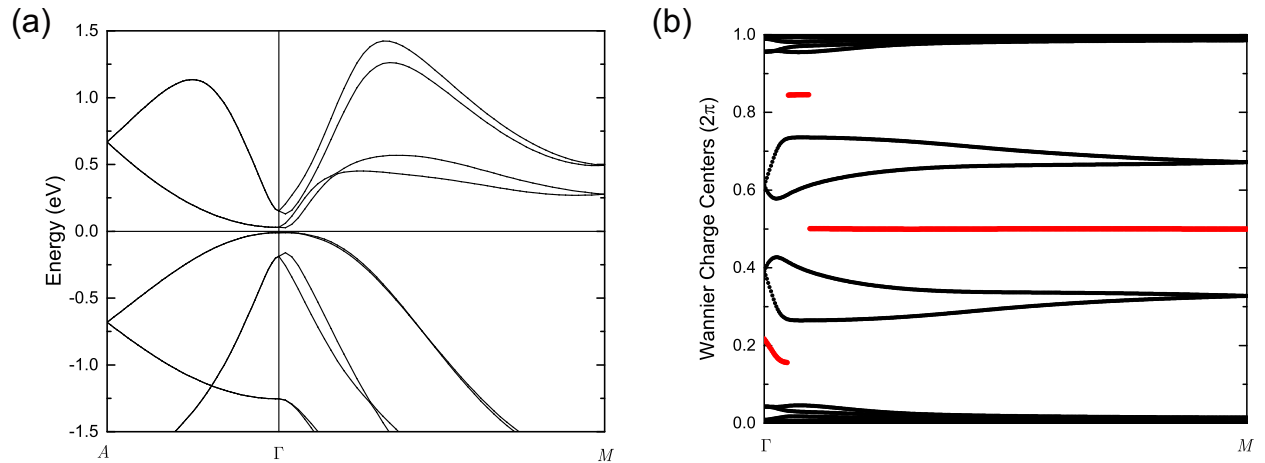 (a)
Energy (eV)
1.5
1.0
0.5
0.0
-0.5
-1.0
-1.5
A
Γ
M
(b)
Wannier Charge Centers (2π)
1.0
0.8
0.6
0.4
0.2
0.0
Γ
M